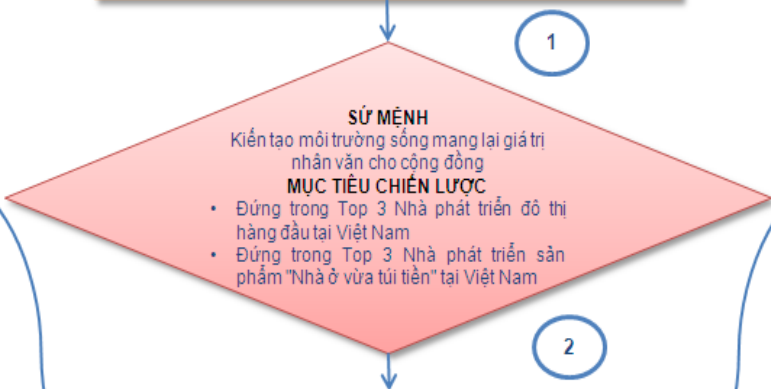 1
SỨ MỆNH
Kiến tạo môi trường sống mang lại giá trị
nhân văn cho cộng đồng
MỤC TIÊU CHIẾN LƯỢC
• Đứng trong Top 3 Nhà phát triển đô thị
hàng đầu tại Việt Nam
• Đứng trong Top 3 Nhà phát triển sản
phẩm "Nhà ở vừa túi tiền" tại Việt Nam
2